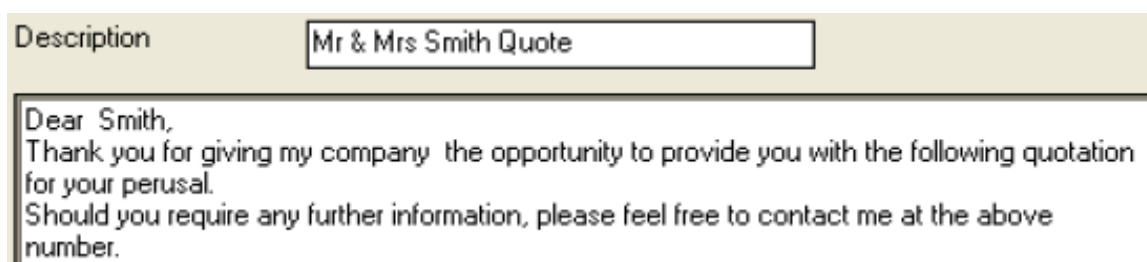 Description
Mr & Mrs Smith Quote
Dear  Smith,
Thank you for giving my company  the opportunity to provide you with the following quotation
for your perusal.
Should you require any further information, please feel free to contact me at the above
number.